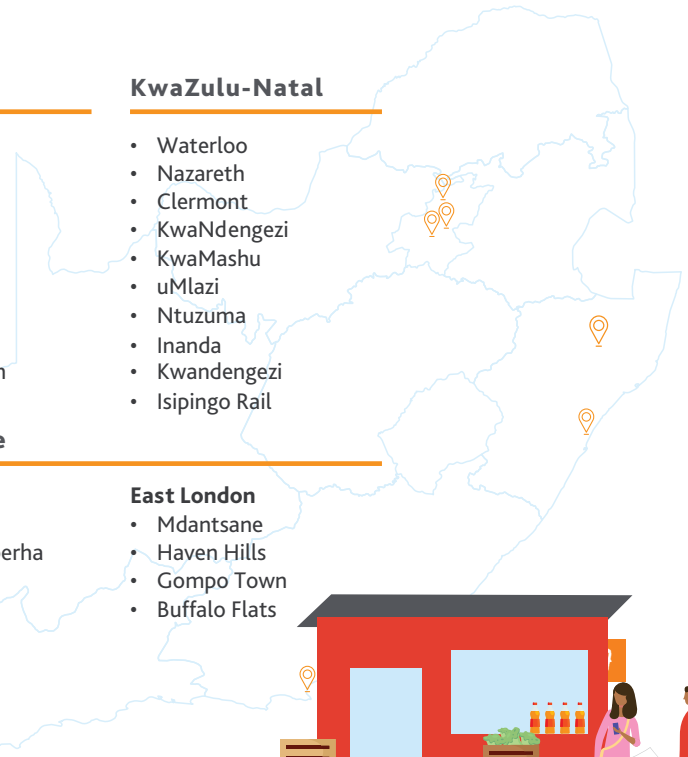 KwaZulu-Natal
• Waterloo
• Nazareth
• Clermont
• KwaNdengezi
• KwaMashu
• uMlazi
• Ntuzuma
• Inanda
• Kwandengezi
• Isipingo Rail
East London
• Mdantsane
• Haven Hills
• Gompo Town
• Buffalo Flats